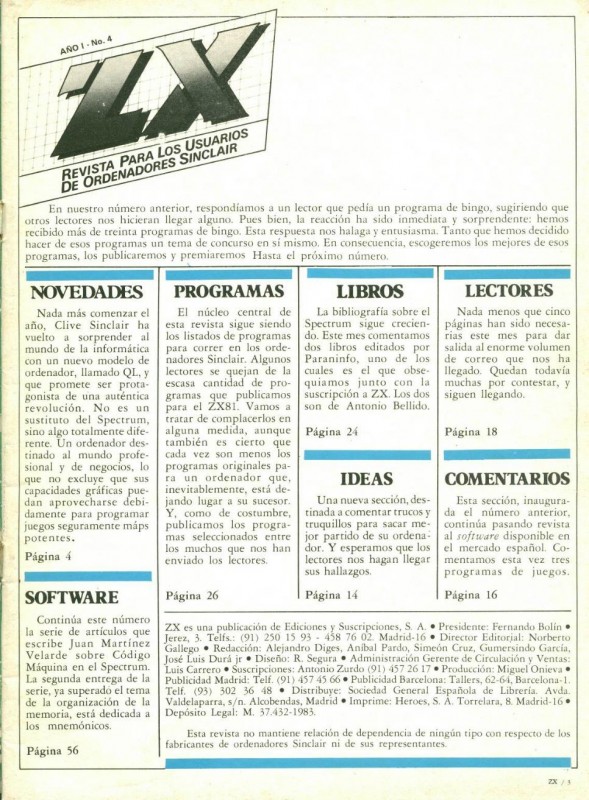 AÑO I - No. 4
ZX
REVISTA PARA LOS USUARIOS
DE ORDENADORES SINCLAIR
En nuestro número anterior, respondíamos a un lector que pedía un programa de bingo, sugiriendo que
otros lectores nos hicieran llegar alguno. Pues bien, la reacción ha sido inmediata y sorprendente: hemos
recibido más de treinta programas de bingo. Esta respuesta nos halaga y entusiasma. Tanto que hemos decidido
hacer de esos programas un tema de concurso en sí mismo. En consecuencia, escogeremos los mejores de esos
programas, los publicaremos y premiaremos Hasta el próximo número.
NOVEDADES
Nada más comenzar el
año, Clive Sinclair ha
vuelto a sorprender al
mundo de la informática
con un nuevo modelo de
ordenador, llamado QL, y
que promete ser prota-
gonista de una auténtica
revolución. No es un
sustituto del Spectrum,
sino algo totalmente dife-
rente. Un ordenador des-
tinado al mundo profe-
sional y de negocios, lo
que no excluye que sus
capacidades gráficas pue-
dan aprovecharse debi-
damente para programar
juegos seguramente máps
potentes.
Página 4
SOFTWARE
Continúa este número
la serie de artículos que
escribe Juan Martínez
Velarde sobre Código
Máquina en el Spectrum.
La segunda entrega de la
serie, ya superado el tema
de la organización de la
memoria, está dedicada a
los mnemónicos.
Página 56
PROGRAMAS
El núcleo central de
esta revista sigue siendo
los listados de programas
para correr en los orde-
nadores Sinclair. Algunos
lectores se quejan de la
escasa cantidad de pro-
gramas que publicamos
para el ZX81. Vamos a
tratar de complacerlos en
alguna medida, aunque
también es cierto que
cada vez son menos los
programas originales pa-
ra un ordenador que,
inevitablemente, está de-
jando lugar a su sucesor.
Y, como de costumbre,
publicamos los progra-
mas seleccionados entre
los muchos que nos han
enviado los lectores.
Página 26
LIBROS
La bibliografía sobre el
Spectrum sigue crecien-
do. Este mes comentamos
dos libros editados por
Paraninfo, uno de los
cuales es el que obse-
quiamos junto con la
suscripción a ZX. Los dos
son de Antonio Bellido.
Página 24
IDEAS
Una nueva sección, des-
tinada a comentar trucos y
truquillos para sacar me-
jor partido de su ordena-
dor. Y esperamos que los
lectores nos hagan llegar
sus hallazgos.
Página 14
LECTORES
Nada menos que cinco
páginas han sido necesa-
rias este mes para dar
salida al enorme volumen
de correo que nos ha
llegado. Quedan todavía
muchas por contestar, y
siguen llegando.
Página 18
COMENTARIOS
Esta sección, inaugura-
da el número anterior,
continúa pasando revista
al software disponible en
el mercado español. Co-
mentamos esta vez tres
programas de juegos.
Página 16
ZX es una publicación de Ediciones y Suscripciones, S. A. • Presidente: Fernando Bolín •
Jerez, 3. Telfs.: (91) 250 15 93 - 458 76 02. Madrid-16 • Director Editorial: Norberto
Gallego • Redacción: Alejandro Diges, Aníbal Pardo, Simeón Cruz, Gumersindo García,
José Luis Durá jr • Diseño: R. Segura • Administración Gerente de Circulación y Ventas:
Luis Carrero • Suscripciones: Antonio Zurdo (91) 457 26 17 • Producción: Miguel Onieva •
Publicidad Madrid: Telf. (91) 457 45 66 • Publicidad Barcelona: Tallers, 62-64, Barcelona-1.
Telf. (93) 302 36 48 • Distribuye: Sociedad General Española de Librería. Avda.
Valdelaparra, s/n. Alcobendas, Madrid • Imprime: Heroes, S. A. Torrelara, 8. Madrid-16 •
Depósito Legal: M. 37.432-1983.
Esta revista no mantiene relación de dependencia de ningún tipo con respecto de los
fabricantes de ordenadores Sinclair ni de sus representantes.
ZX / 3